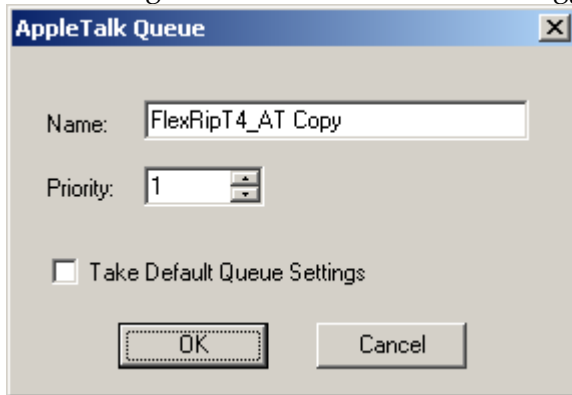 AppleTalk Queue
Name: FlexRipT4_AT Copy
Priority: 1
Take Default Queue Settings
OK Cancel